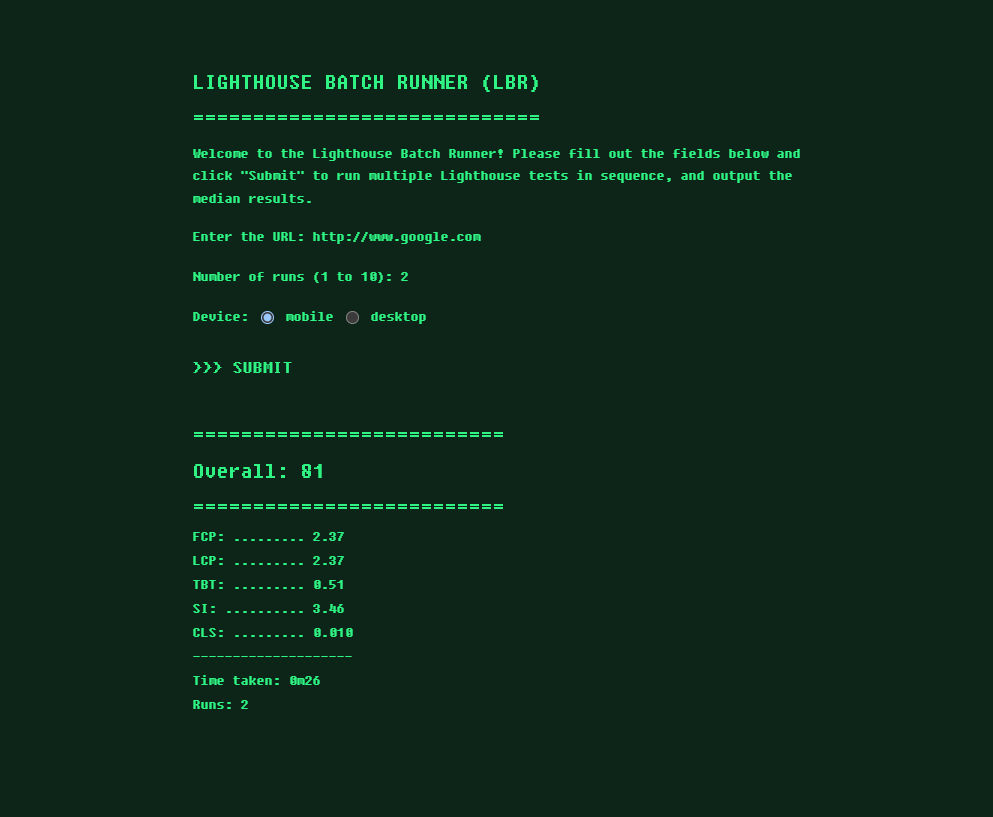 LIGHTHOUSE BATCH RUNNER (LBR)
=============================
Welcome to the Lighthouse Batch Runner! Please fill out the fields below and
click "Submit" to run multiple Lighthouse tests in sequence, and output the
median results.
Enter the URL: http://www.google.com
Number of runs (1 to 10): 2
Device: mobile desktop
>>> SUBMIT
==========================
Overall: 81
==========================
FCP: ......... 2.37
LCP: ......... 2.37
TBT: ......... 0.51
SI: .......... 3.46
CLS: ......... 0.010
--------------------
Time taken: 0m26
Runs: 2